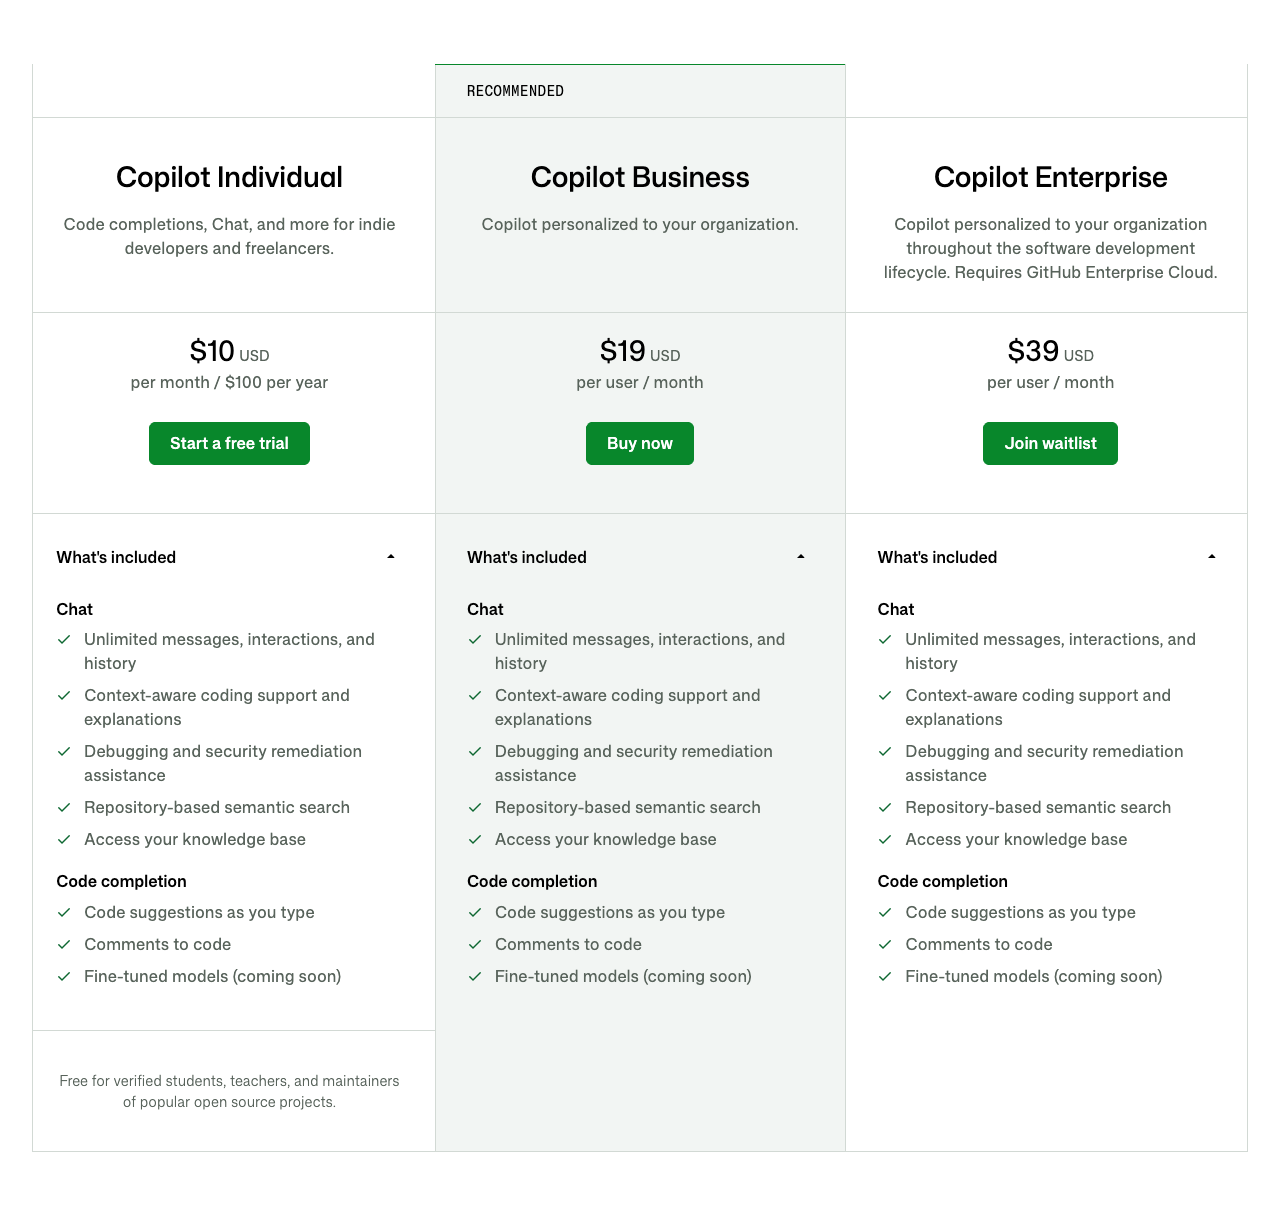 RECOMMENDED
Copilot Individual
Code completions, Chat, and more for indie
developers and freelancers.
$10 USD
per month / $100 per year
Start a free trial
What's included
Chat
Unlimited messages, interactions, and
history
Context-aware coding support and
explanations
Debugging and security remediation
assistance
Repository-based semantic search
Access your knowledge base
Code completion
Code suggestions as you type
Comments to code
Fine-tuned models (coming soon)
Free for verified students, teachers, and maintainers
of popular open source projects.
Copilot Business
Copilot personalized to your organization.
$19 USD
per user / month
Buy now
What's included
Chat
Unlimited messages, interactions, and
history
Context-aware coding support and
explanations
Debugging and security remediation
assistance
Repository-based semantic search
Access your knowledge base
Code completion
Code suggestions as you type
Comments to code
Fine-tuned models (coming soon)
Copilot Enterprise
Copilot personalized to your organization
throughout the software development
lifecycle. Requires GitHub Enterprise Cloud.
$39 USD
per user / month
Join waitlist
What's included
Chat
Unlimited messages, interactions, and
history
Context-aware coding support and
explanations
Debugging and security remediation
assistance
Repository-based semantic search
Access your knowledge base
Code completion
Code suggestions as you type
Comments to code
Fine-tuned models (coming soon)